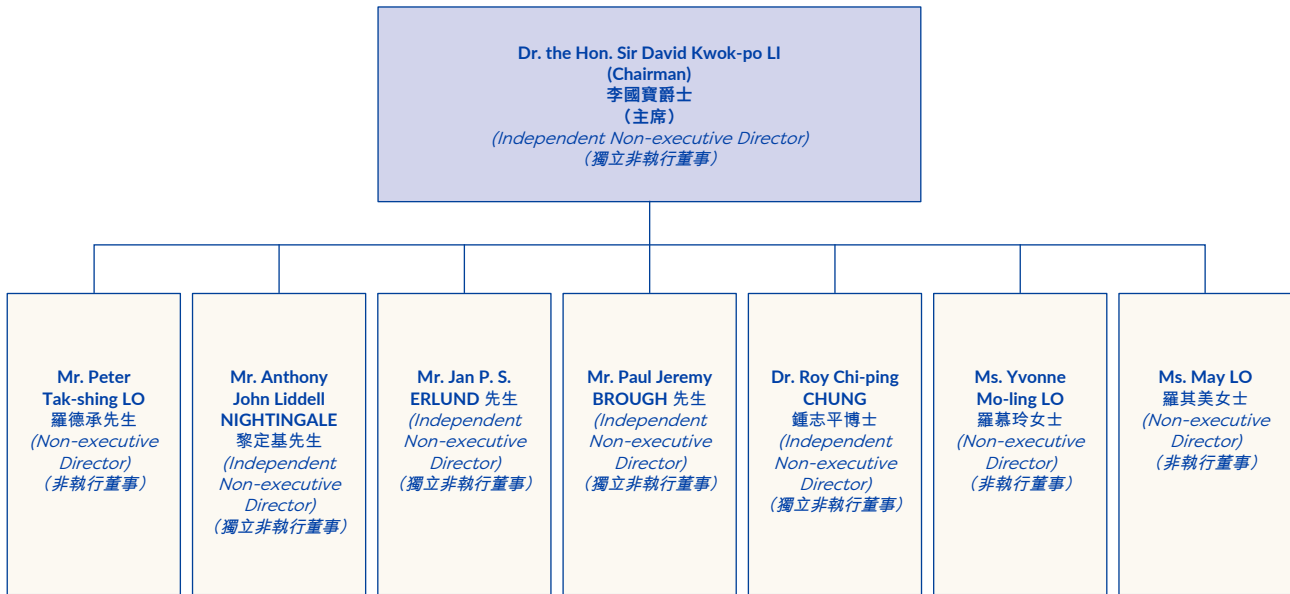 Dr. the Hon. Sir David Kwok-po LI
(Chairman)
李國寶爵士
（主席）
(Independent Non-executive Director)
（獨立非執行董事）
Mr. Peter
Tak-shing LO
羅德承先生
(Non-executive
Director)
（非執行董事）
Mr. Anthony
John Liddell
NIGHTINGALE
黎定基先生
(Independent
Non-executive
Director)
（獨立非執行董事）
Mr. Jan P. S.
ERLUND 先生
(Independent
Non-executive
Director)
（獨立非執行董事）
Mr. Paul Jeremy
BROUGH 先生
(Independent
Non-executive
Director)
（獨立非執行董事）
Dr. Roy Chi-ping
CHUNG
鍾志平博士
(Independent
Non-executive
Director)
（獨立非執行董事）
Ms. Yvonne
Mo-ling LO
羅慕玲女士
(Non-executive
Director)
（非執行董事）
Ms. May LO
羅其美女士
(Non-executive
Director)
（非執行董事）